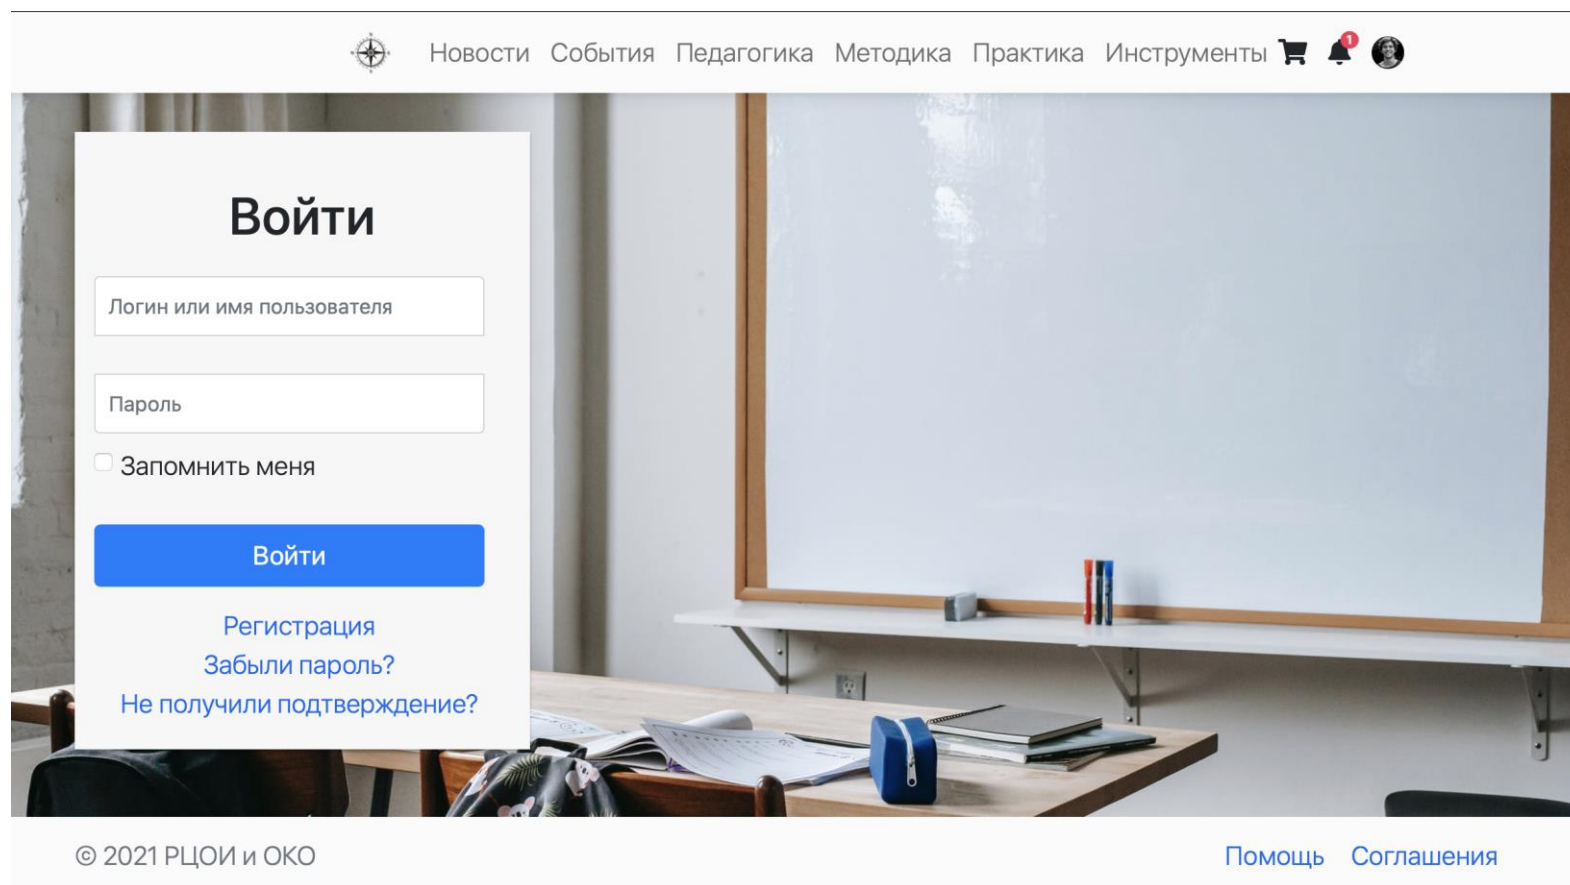 Новости События Педагогика Методика Практика Инструменты 1
Войти
Логин или имя пользователя
Пароль
Запомнить меня
Войти
Регистрация
Забыли пароль?
Не получили подтверждение?
© 2021 РЦОИ и ОКО
Помощь Соглашения